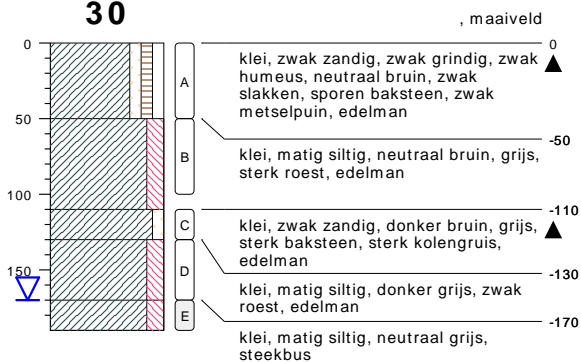 30
, maaiveld
0
0
klei, zwak zandig, zwak grindig, zwak
humeus, neutraal bruin, zwak
slakken, sporen baksteen, zwak
metselpuin, edelman
A
50
-50
klei, matig siltig, neutraal bruin, grijs,
sterk roest, edelman
B
100
-110
klei, zwak zandig, donker bruin, grijs,
sterk baksteen, sterk kolengruis,
edelman
C
-130
150
D
klei, matig siltig, donker grijs, zwak
roest, edelman
E
-170
klei, matig siltig, neutraal grijs,
steekbus